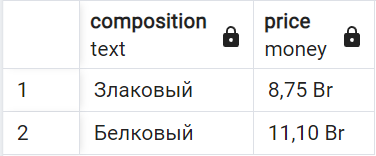 composition price
text money
1 Злаковый 8,75 Br
2 Белковый 11,10 Br